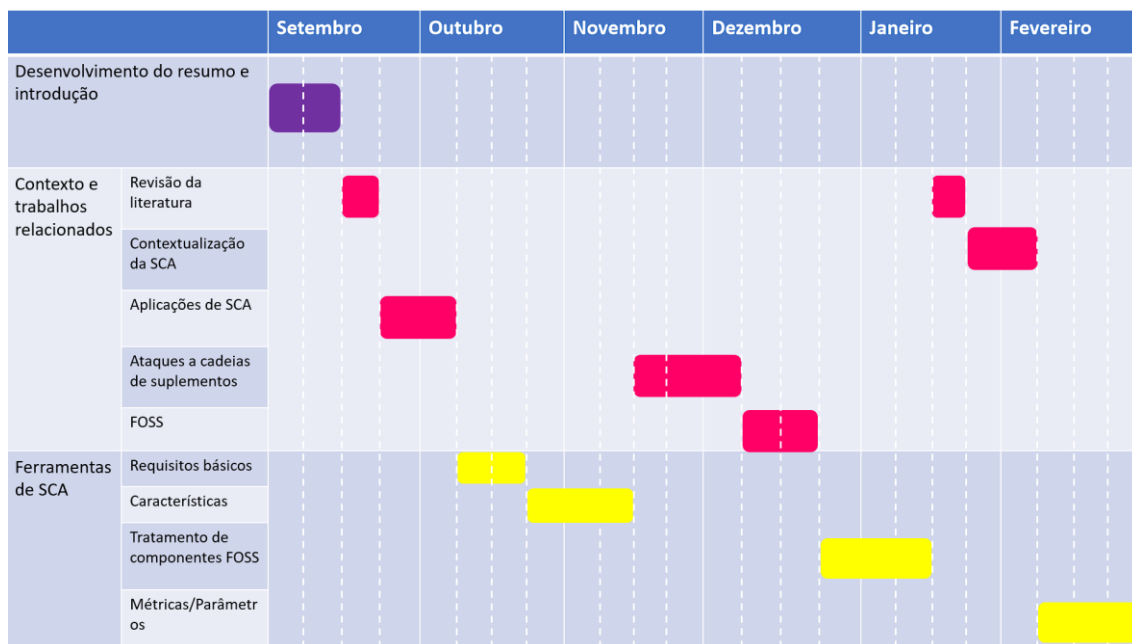 Setembro Outubro Novembro Dezembro Janeiro Fevereiro
Desenvolvimento do resumo e
introdução
Contexto e
trabalhos
relacionados
Revisão da
literatura
Contextualização
da SCA
Aplicações de SCA
Ataques a cadeias
de suplementos
FOSS
Ferramentas
de SCA
Requisitos básicos
Características
Tratamento de
componentes FOSS
Métricas/Parâmetr
os